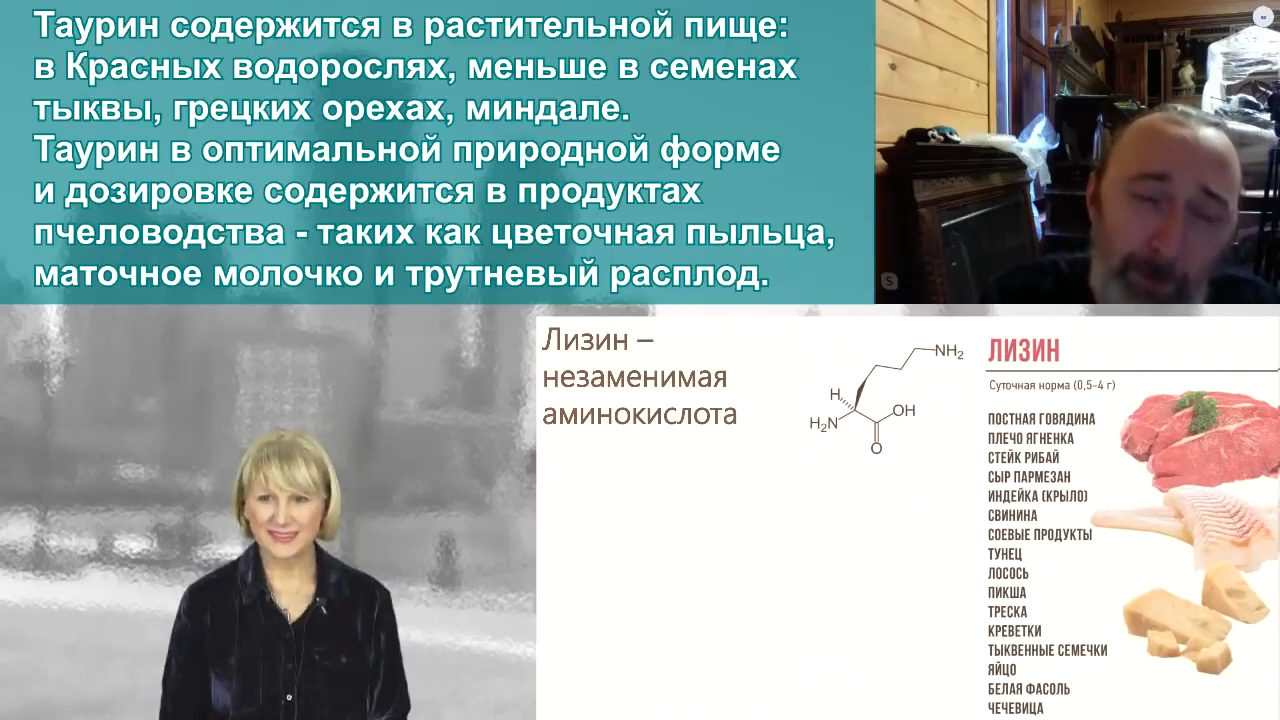 Таурин содержится в растительной пище:
в Красных водорослях, меньше в семенах
тыквы, грецких орехах, миндале.
Таурин в оптимальной природной форме
и дозировке содержится в продуктах
пчеловодства - таких как цветочная пыльца,
маточное молочко и трутневый расплод.
Лизин –
незаменимая
аминокислота
NH2
H
OH
H2N
O
ЛИЗИН
Суточная норма (0,5-4 г)
ПОСТНАЯ ГОВЯДИНА
ПЛЕЧО ЯГНЕНКА
СТЕЙК РИБАЙ
СЫР ПАРМЕЗАН
ИНДЕЙКА (КРЫЛО)
СВИНИНА
СОЕВЫЕ ПРОДУКТЫ
ТУНЕЦ
ЛОСОСЬ
ПИКША
ТРЕСКА
КРЕВЕТКИ
ТЫКВЕННЫЕ СЕМЕЧКИ
ЯЙЦО
БЕЛАЯ ФАСОЛЬ
ЧЕЧЕВИЦА